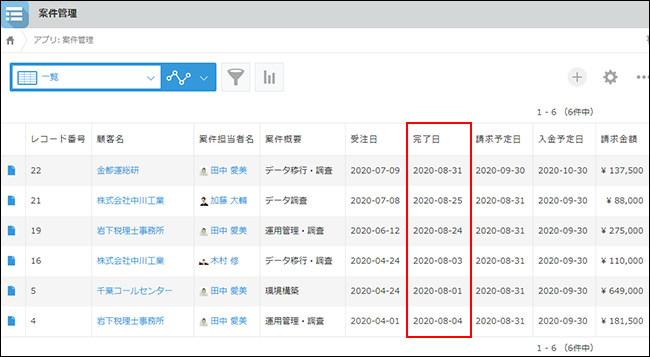 案件管理
アプリ: 案件管理
一覧
1 - 6 (6件中)
レコード番号 顧客名 案件担当者名 案件概要 受注日 完了日 請求予定日 入金予定日 請求金額
22 金都運総研 田中 愛美 データ移行・調査 2020-07-09 2020-08-31 2020-09-30 2020-10-30 ¥ 137,500
21 株式会社中川工業 加藤 大輔 データ調査 2020-07-08 2020-08-25 2020-08-31 2020-09-30 ¥ 88,000
19 岩下税理士事務所 田中 愛美 運用管理・調査 2020-06-12 2020-08-24 2020-08-31 2020-09-30 ¥ 275,000
16 株式会社中川工業 木村 修 データ移行・調査 2020-04-24 2020-08-03 2020-08-31 2020-09-30 ¥ 110,000
5 千葉コールセンター 田中 愛美 環境構築 2020-04-24 2020-08-01 2020-08-31 2020-09-30 ¥ 649,000
4 岩下税理士事務所 田中 愛美 運用管理・調査 2020-04-01 2020-08-04 2020-08-31 2020-09-30 ¥ 181,500
1 - 6 (6件中)